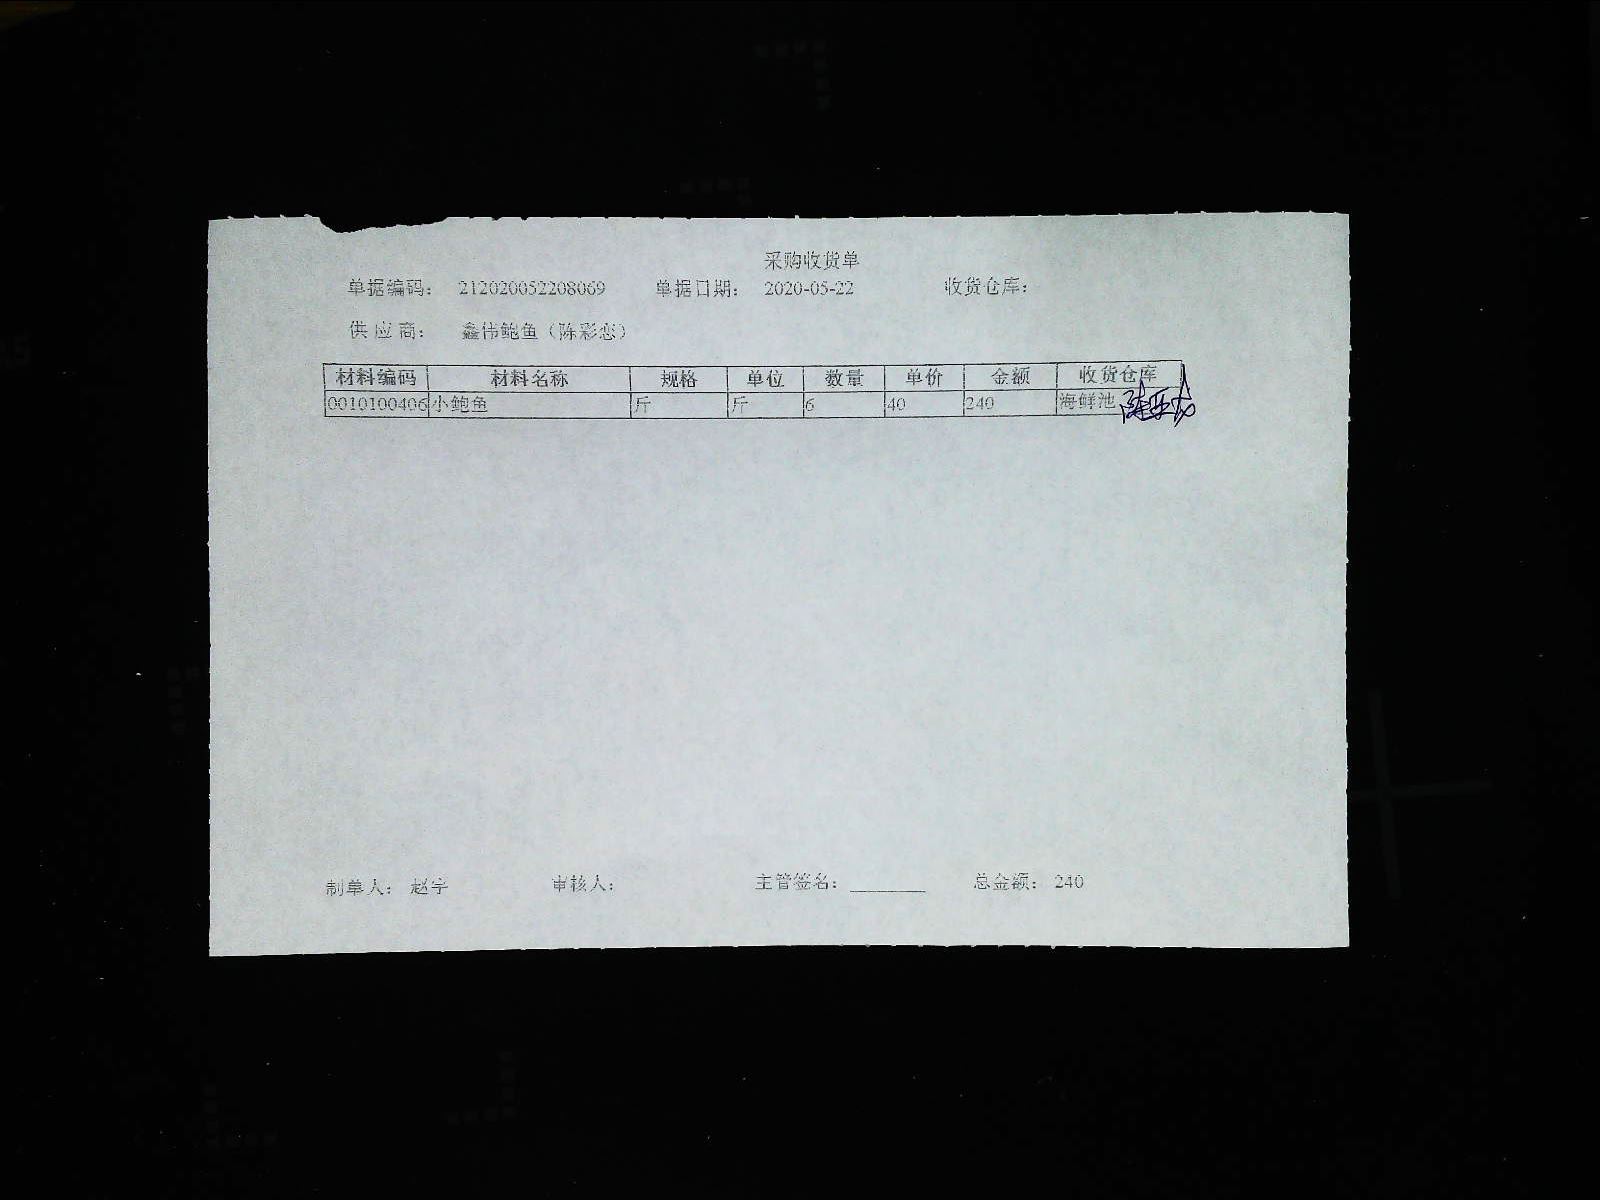 采购收货单
单据编码: 212020052208069 单据日期: 2020-05-22 收货仓库:
供应商: 鑫伟鲍鱼（陈彩恋）
材料编码 材料名称 规格 单位 数量 单价 金额 收货仓库
0010100406 小鲍鱼 斤 斤 6 40 240 海鲜池
制单人: 赵宇 审核人: 主管签名: 总金额: 240